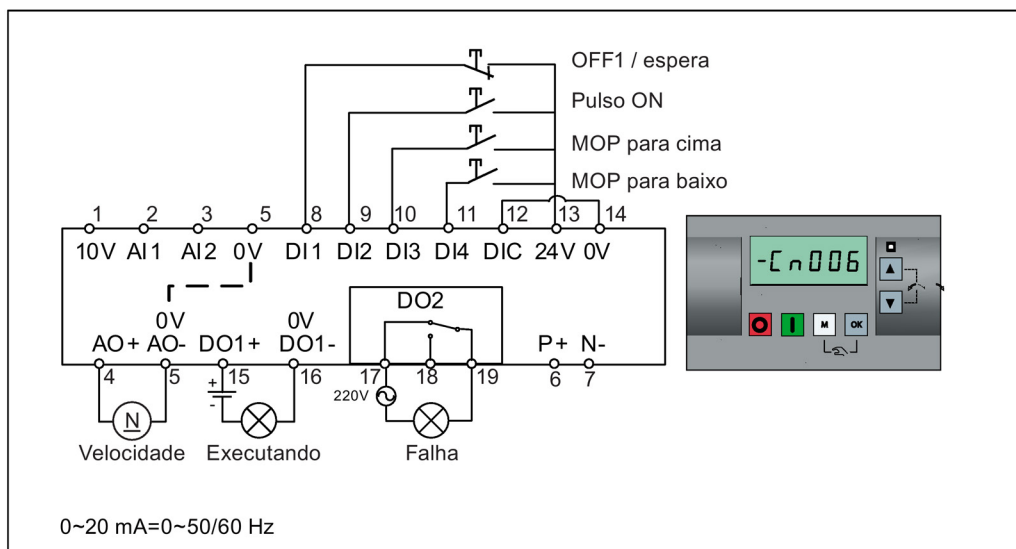 OFF1 / espera
Pulso ON
MOP para cima
MOP para baixo
1 2 3 5 8 9 10 11 12 13 14
10V AI1 AI2 0V DI1 DI2 DI3 DI4 DIC 24V 0V
-Cn006
DO2
0V 0V
AO+ AO- DO1+ DO1- P+ N-
M OK
4 5 15 16 17 18 19 6 7
+
-
220V
N
Velocidade Executando Falha
0~20 mA=0~50/60 Hz